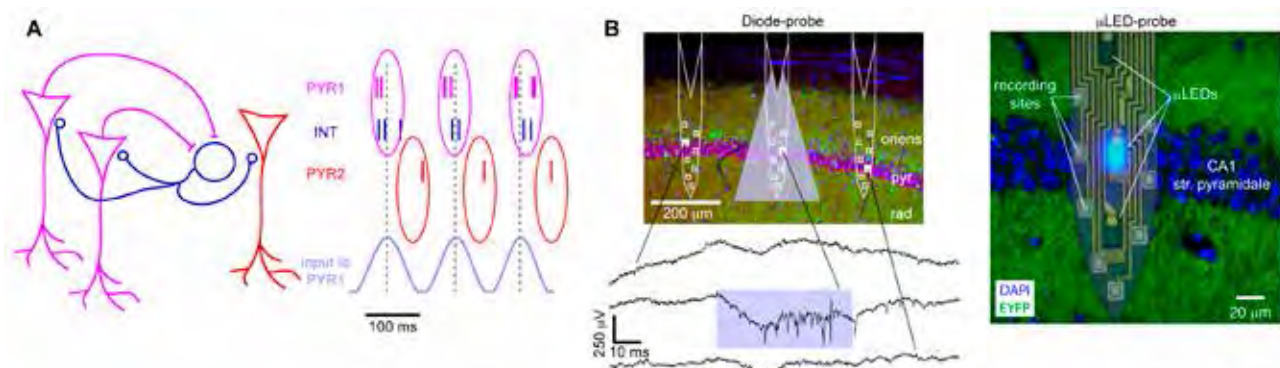 A
PYR1
INT
PYR2
input to
PYR1
100 ms
B
Diode-probe
oriens
pyr.
rad
200 µm
250 µV
10 ms
µLED-probe
recording
sites
µLEDs
CA1
str. pyramidale
DAPI
EYFP
20 µm